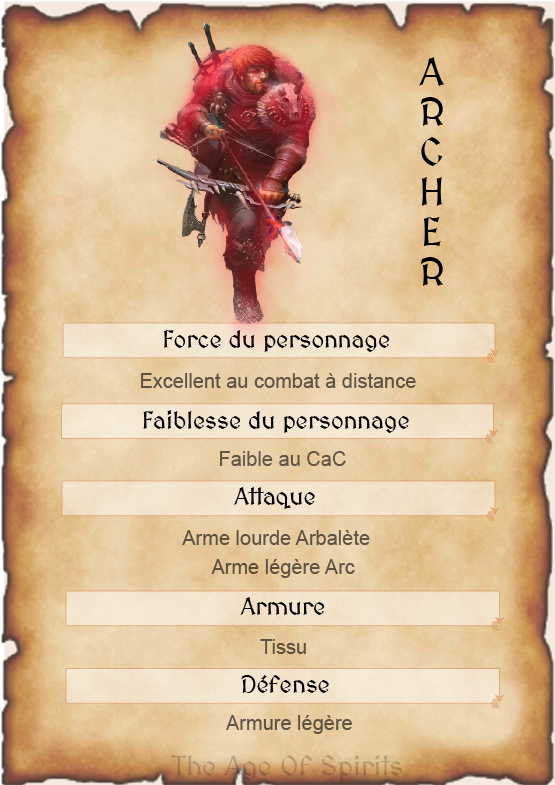 ARCHER
Force du personnage
Excellent au combat à distance
Faiblesse du personnage
Faible au CaC
Attaque
Arme lourde Arbalète
Arme légère Arc
Armure
Tissu
Défense
Armure légère
The Age Of Spirits